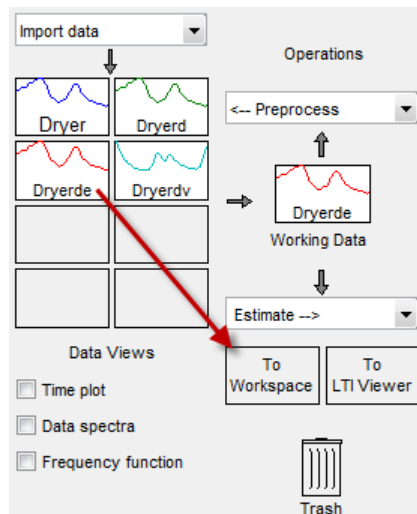 Import data
Operations
Dryer
Dryerd
<-- Preprocess
Dryerde
Dryerdv
Dryerde
Working Data
Estimate -->
Data Views
To
Workspace
To
LTI Viewer
Time plot
Data spectra
Frequency function
Trash